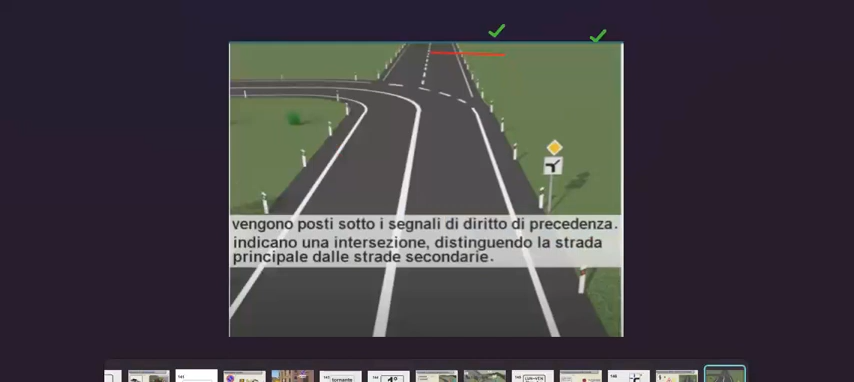 vengono posti sotto i segnali di diritto di precedenza.
indicano una intersezione, distinguendo la strada
principale dalle strade secondarie.